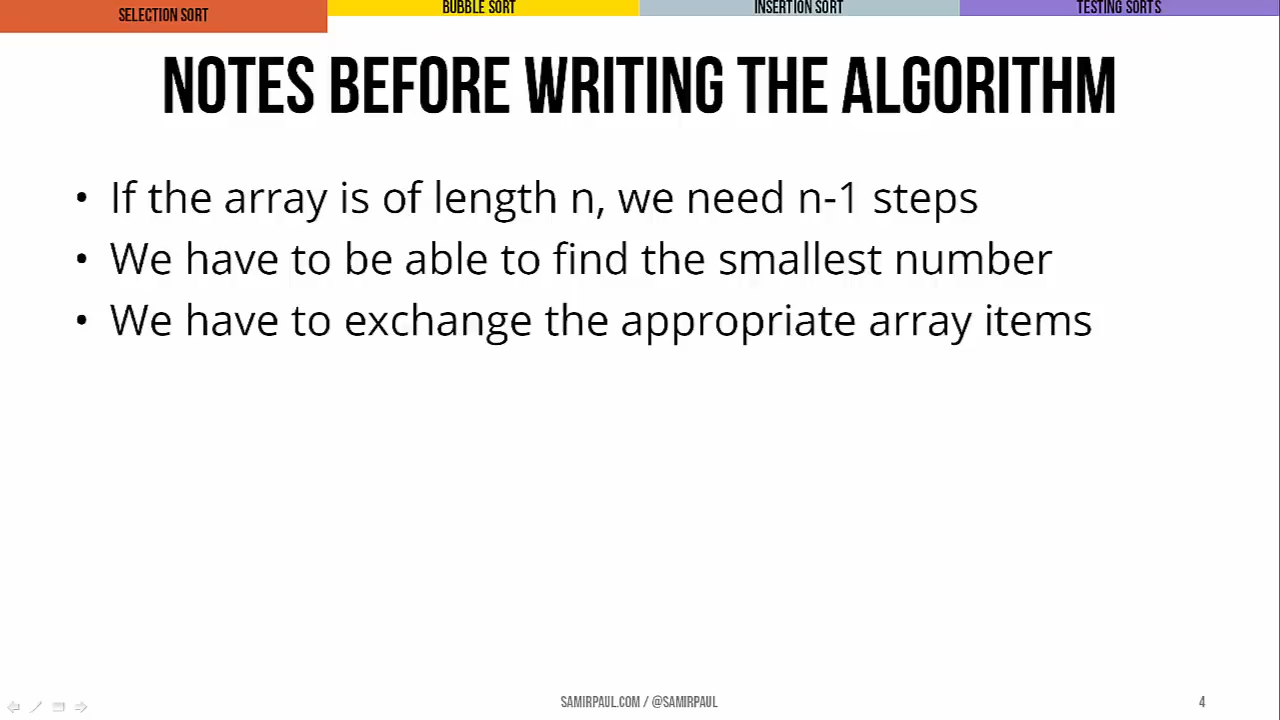 SELECTION SORT
BUBBLE SORT
INSERTION SORT
TESTING SORTS
NOTES BEFORE WRITING THE ALGORITHM
• If the array is of length n, we need n-1 steps
• We have to be able to find the smallest number
• We have to exchange the appropriate array items
SAMIRPAUL.COM / @SAMIRPAUL
4